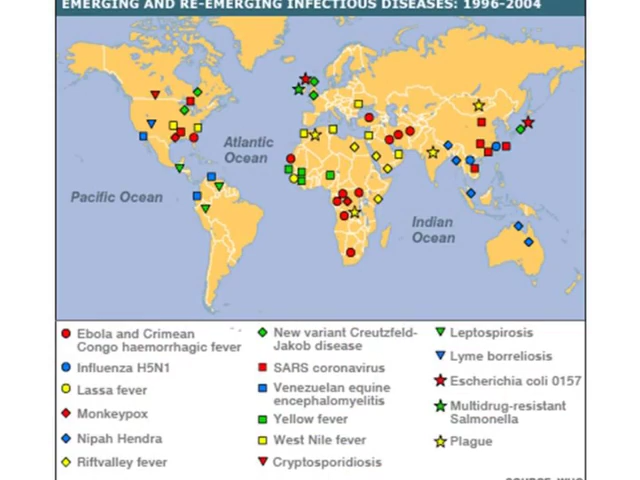 EMERGING AND RE-EMERGING INFECTIOUS DISEASES: 1996-2004
Atlantic
Ocean
Pacific Ocean
Indian
Ocean
Ebola and Crimean
Congo haemorrhagic fever
Influenza H5N1
Lassa fever
Monkeypox
Nipah Hendra
Riftvalley fever
New variant Creutzfeld-
Jakob disease
SARS coronavirus
Venezuelan equine
encephalomyelitis
Yellow fever
West Nile fever
Cryptosporidiosis
Leptospirosis
Lyme borreliosis
Escherichia coli 0157
Multidrug-resistant
Salmonella
Plague
SOURCE: WHO